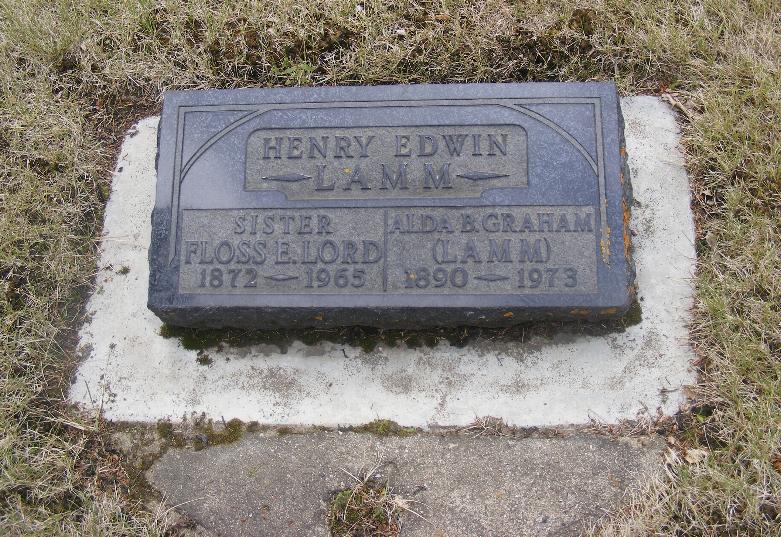 HENRY EDWIN
LAMM
SISTER
FLOSS E. LORD
1872 – 1965
ALDA B. GRAHAM
(LAMM)
1890 – 1973